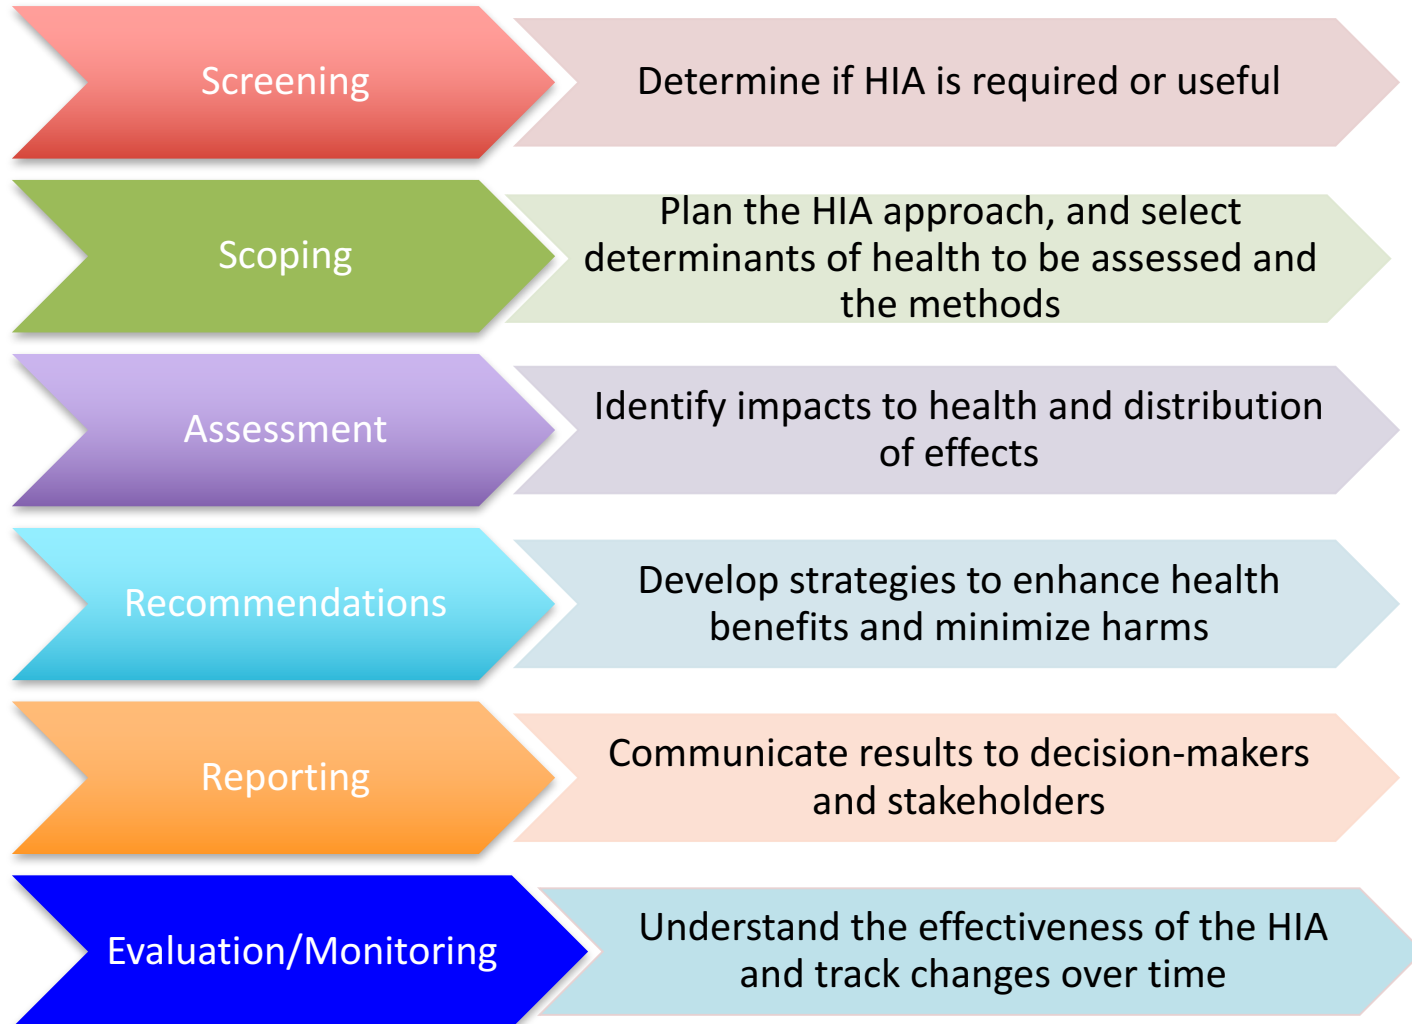 Screening
Determine if HIA is required or useful
Scoping
Plan the HIA approach, and select
determinants of health to be assessed and
the methods
Assessment
Identify impacts to health and distribution
of effects
Recommendations
Develop strategies to enhance health
benefits and minimize harms
Reporting
Communicate results to decision-makers
and stakeholders
Evaluation/Monitoring
Understand the effectiveness of the HIA
and track changes over time